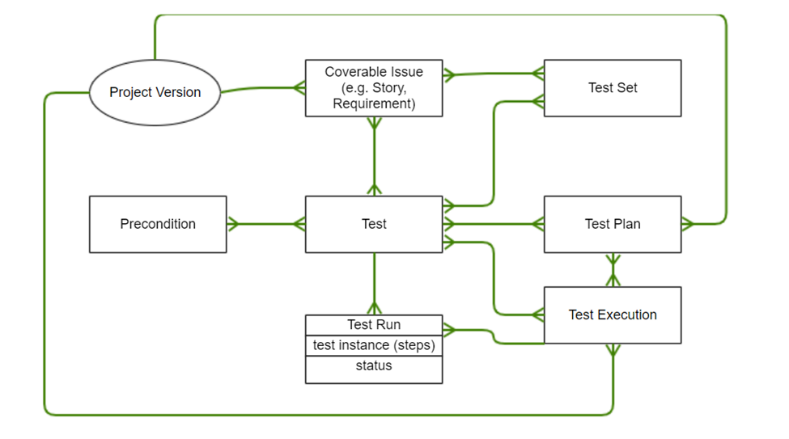 Project Version
Coverable Issue
(e.g. Story,
Requirement)
Test Set
Precondition
Test
Test Plan
Test Execution
Test Run
test instance (steps)
status